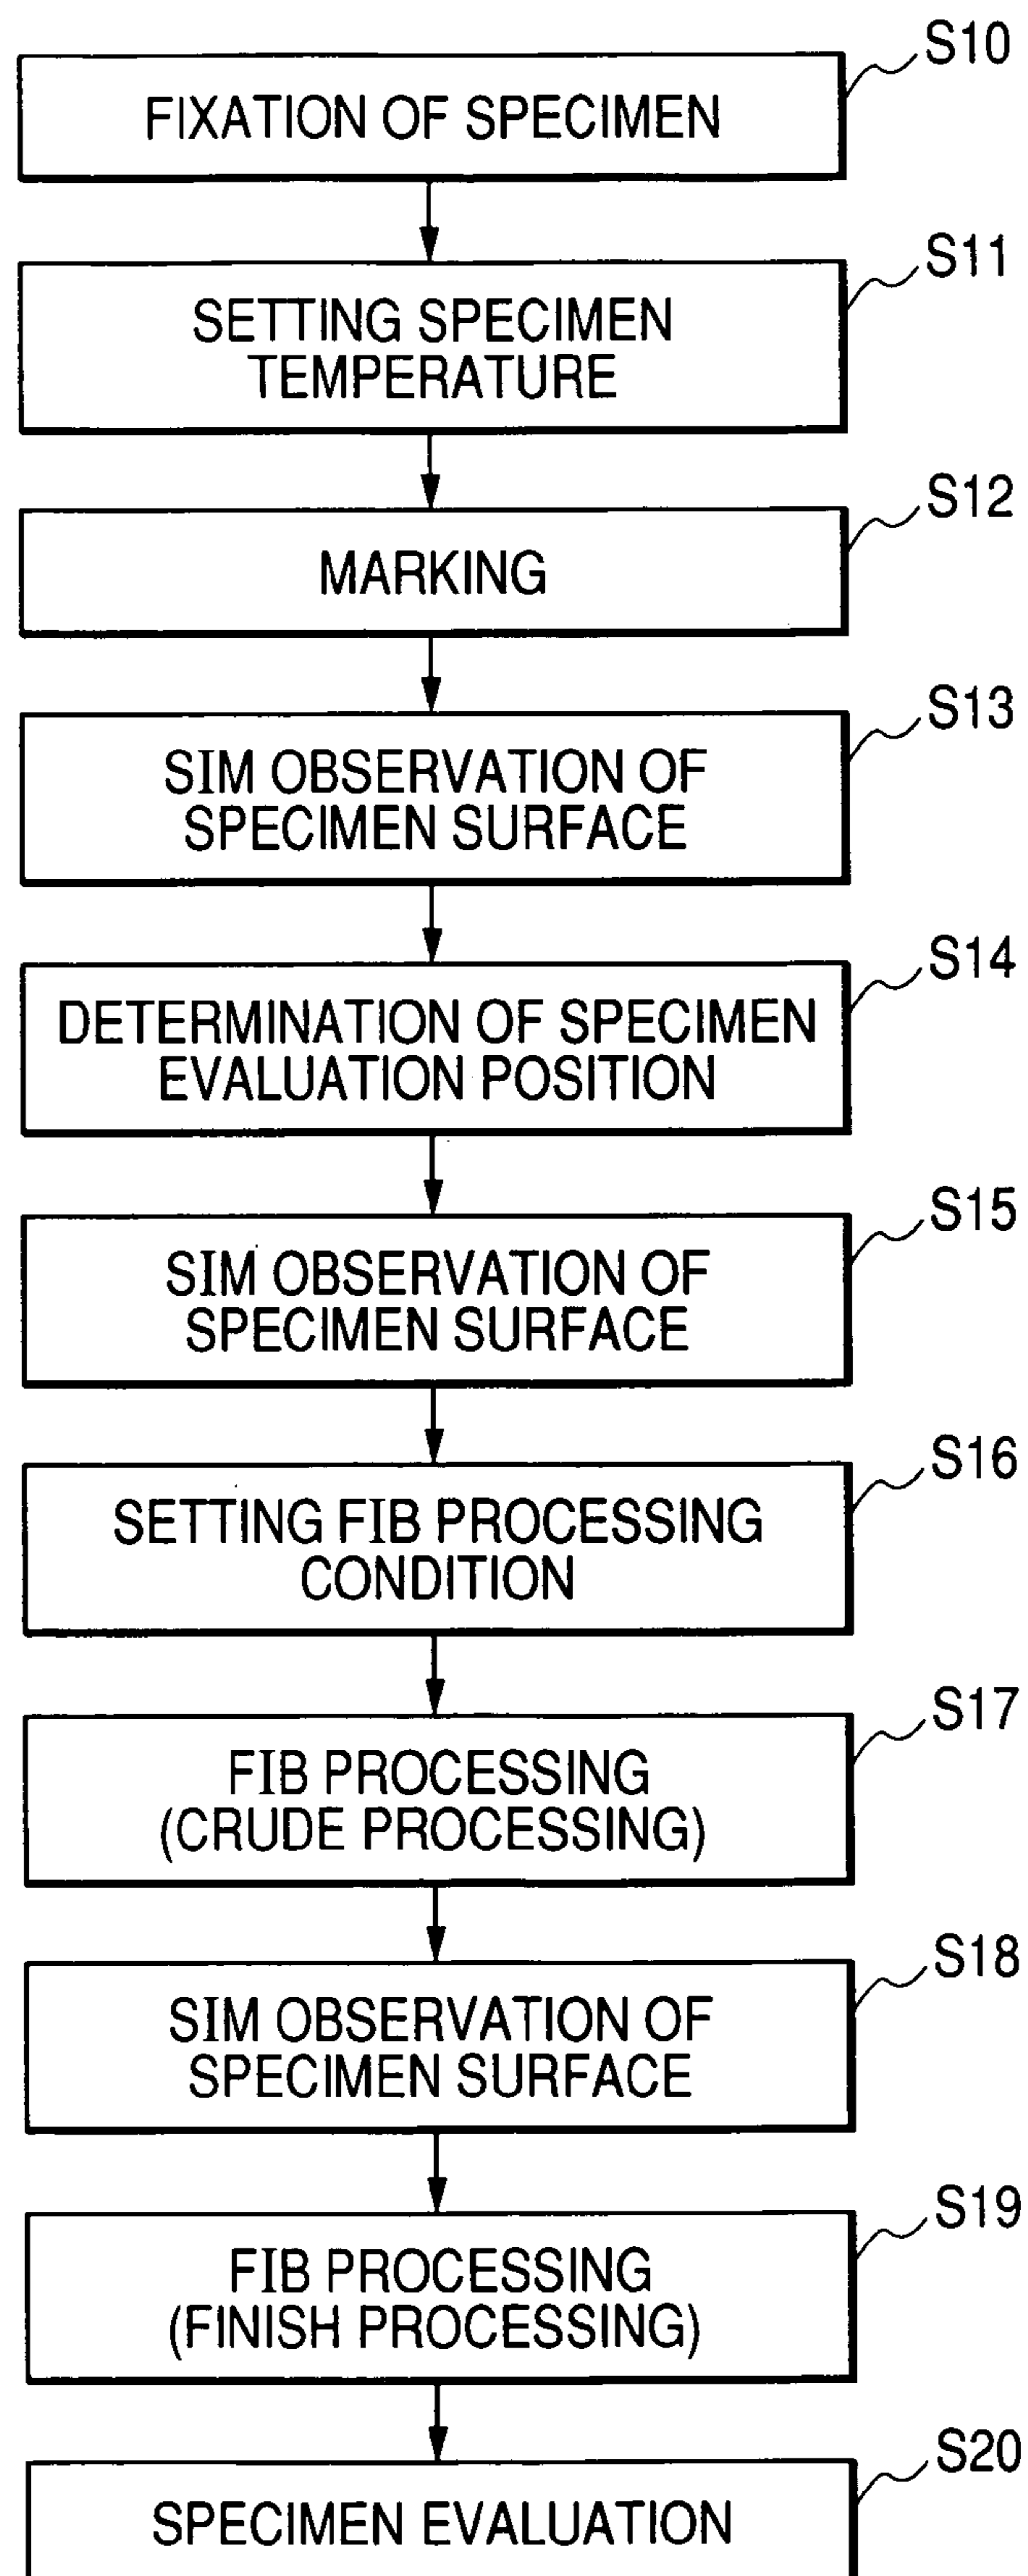 S10
FIXATION OF SPECIMEN
S11
SETTING SPECIMEN
TEMPERATURE
S12
MARKING
S13
SIM OBSERVATION OF
SPECIMEN SURFACE
S14
DETERMINATION OF SPECIMEN
EVALUATION POSITION
S15
SIM OBSERVATION OF
SPECIMEN SURFACE
S16
SETTING FIB PROCESSING
CONDITION
S17
FIB PROCESSING
(CRUDE PROCESSING)
S18
SIM OBSERVATION OF
SPECIMEN SURFACE
S19
FIB PROCESSING
(FINISH PROCESSING)
S20
SPECIMEN EVALUATION